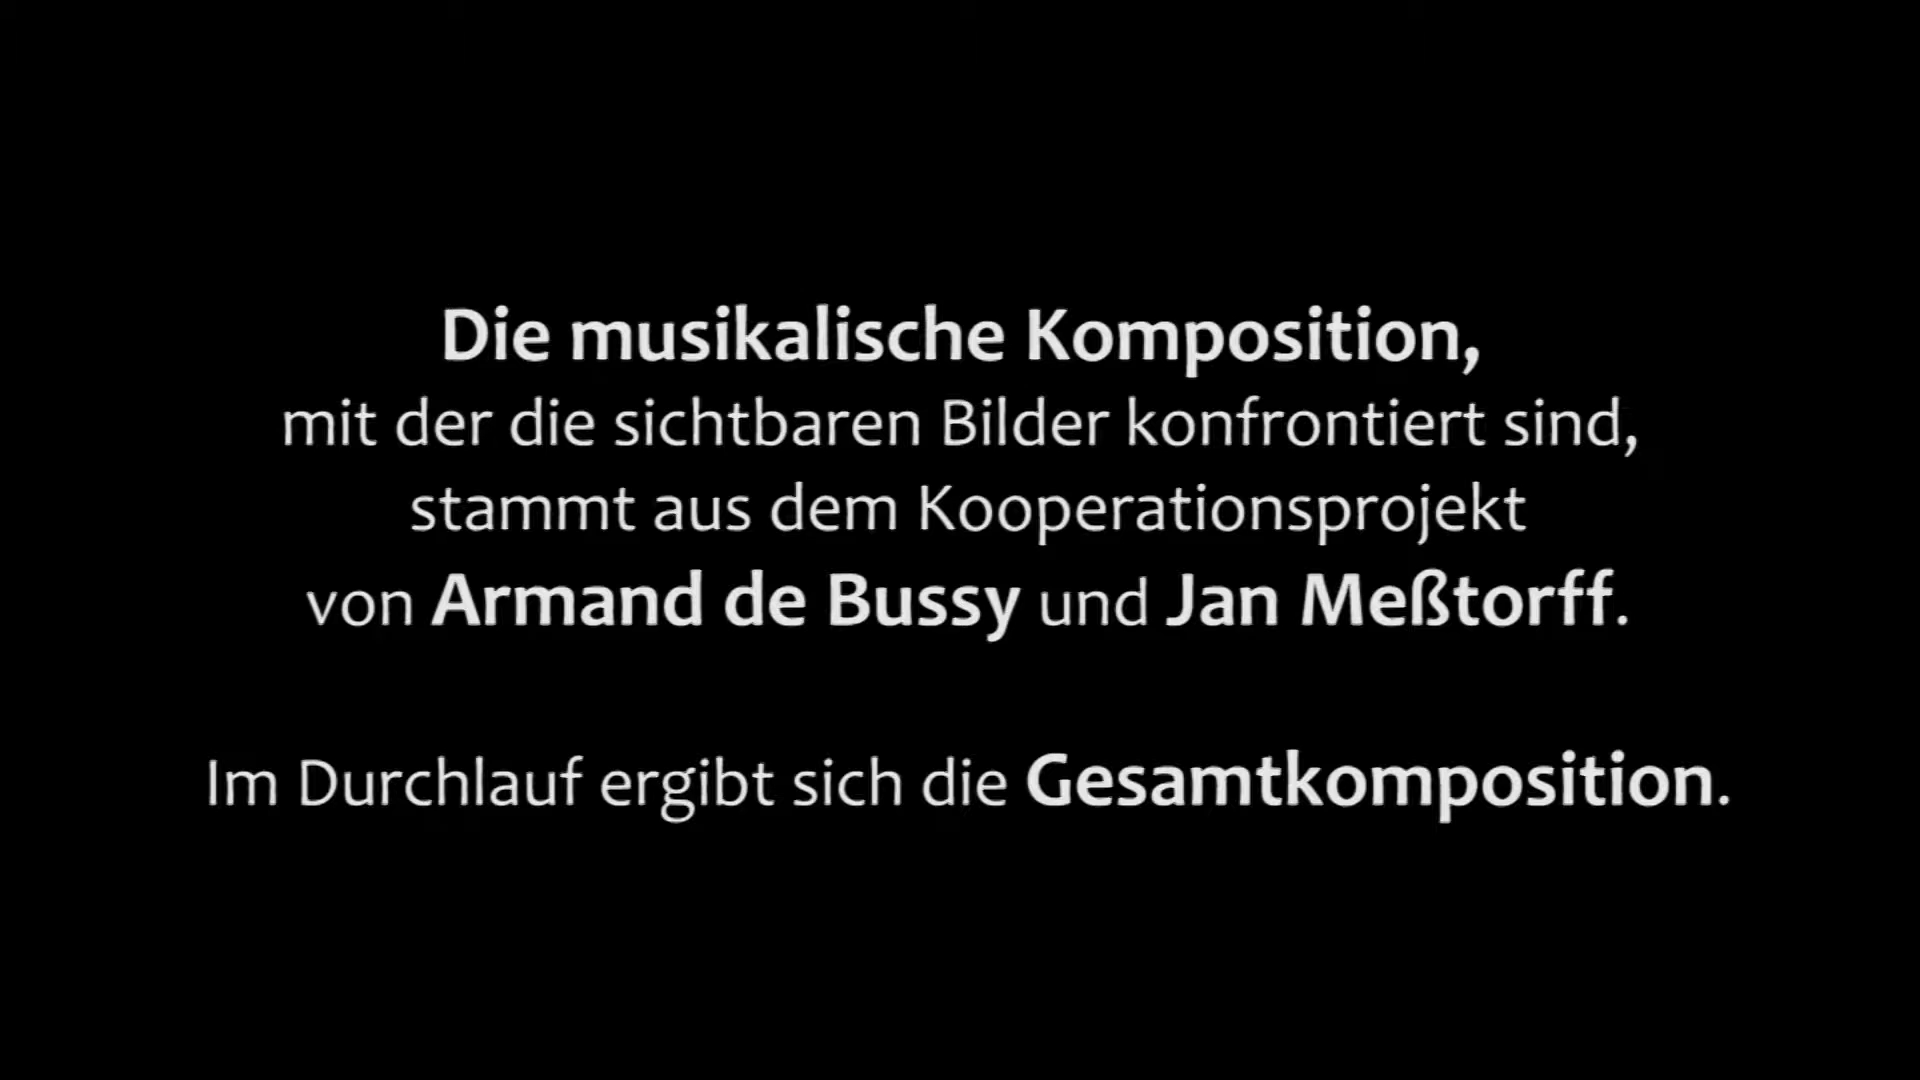 Die musikalische Komposition,
mit der die sichtbaren Bilder konfrontiert sind,
stammt aus dem Kooperationsprojekt
von Armand de Bussy und Jan Meßtorff.
Im Durchlauf ergibt sich die Gesamtkomposition.